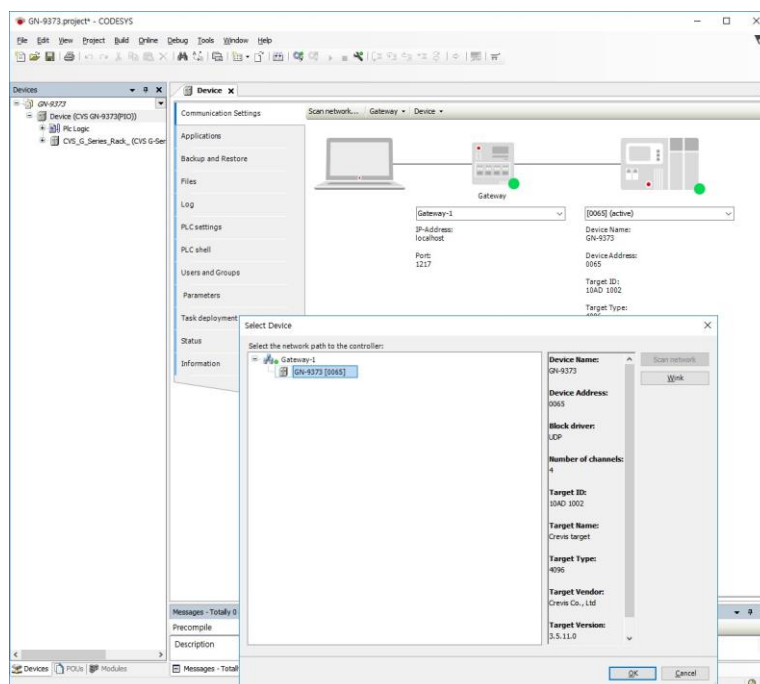 GN-9373.project* - CODESYS
File Edit View Project Build Online Debug Tools Window Help
Devices
GN-9373
Device (CVS GN-9373(PIO))
Plc Logic
CVS_G_Series_Rack_ (CVS G-Ser
Devices POUs Modules
Device
Communication Settings
Applications
Backup and Restore
Files
Log
PLC settings
PLC shell
Users and Groups
Parameters
Task deployment
Status
Information
Scan network... Gateway Device
Gateway
Gateway-1
IP-Address:
localhost
Port:
1217
[0065] (active)
Device Name:
GN-9373
Device Address:
0065
Target ID:
10AD 1002
Target Type:
4096
Select Device
Select the network path to the controller:
Gateway-1
GN-9373 [0065]
Device Name:
GN-9373
Device Address:
0065
Block driver:
UDP
Number of channels:
4
Target ID:
10AD 1002
Target Name:
Crevis target
Target Type:
4096
Target Vendor:
Crevis Co., Ltd
Target Version:
3.5.11.0
Scan network
Wink
OK Cancel
Messages - Totally 0
Precompile
Description
Messages - Totall